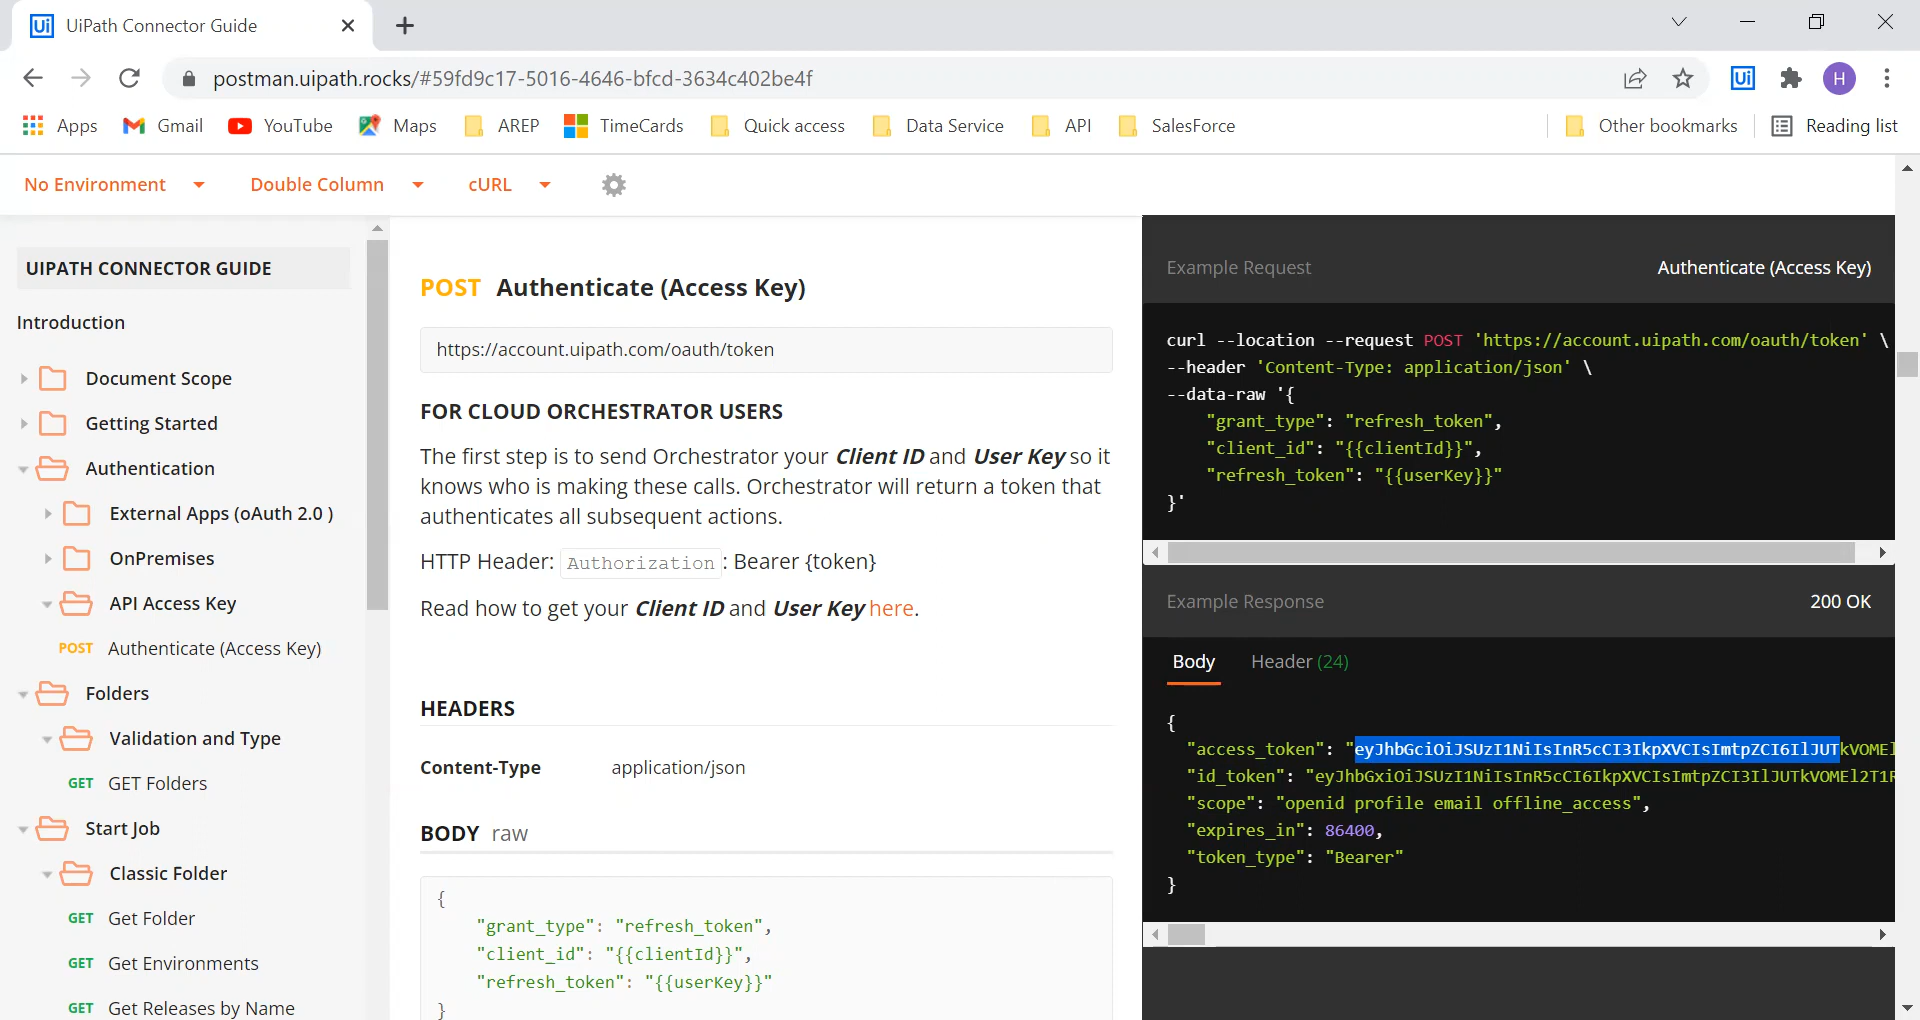 UiPath Connector Guide
postman.uipath.rocks/#59fd9c17-5016-4646-bfcd-3634c402be4f
H
Apps Gmail YouTube Maps AREP TimeCards Quick access Data Service API SalesForce Other bookmarks Reading list
No Environment Double Column cURL
UIPATH CONNECTOR GUIDE
Introduction
Document Scope
Getting Started
Authentication
External Apps (oAuth 2.0 )
OnPremises
API Access Key
POST Authenticate (Access Key)
Folders
Validation and Type
GET GET Folders
Start Job
Classic Folder
GET Get Folder
GET Get Environments
GET Get Releases by Name
POST Authenticate (Access Key)
https://account.uipath.com/oauth/token
FOR CLOUD ORCHESTRATOR USERS
The first step is to send Orchestrator your Client ID and User Key so it
knows who is making these calls. Orchestrator will return a token that
authenticates all subsequent actions.
HTTP Header: Authorization : Bearer {token}
Read how to get your Client ID and User Key here.
HEADERS
Content-Type application/json
BODY raw
{
"grant_type": "refresh_token",
"client_id": "{{clientId}}",
"refresh_token": "{{userKey}}"
}
Example Request Authenticate (Access Key)
curl --location --request POST 'https://account.uipath.com/oauth/token' \
--header 'Content-Type: application/json' \
--data-raw '{
"grant_type": "refresh_token",
"client_id": "{{clientId}}",
"refresh_token": "{{userKey}}"
}'
Example Response 200 OK
Body Header (24)
{
"access_token": "eyJhbGciOiJSUzI1NiIsInR5cCI3IkpXVCIsImtpZCI6IlJUTkVOME
"id_token": "eyJhbGxiOiJSUzI1NiIsInR5cCI6IkpXVCIsImtpZCI3IlJUTkVOMEl2T1R
"scope": "openid profile email offline_access",
"expires_in": 86400,
"token_type": "Bearer"
}